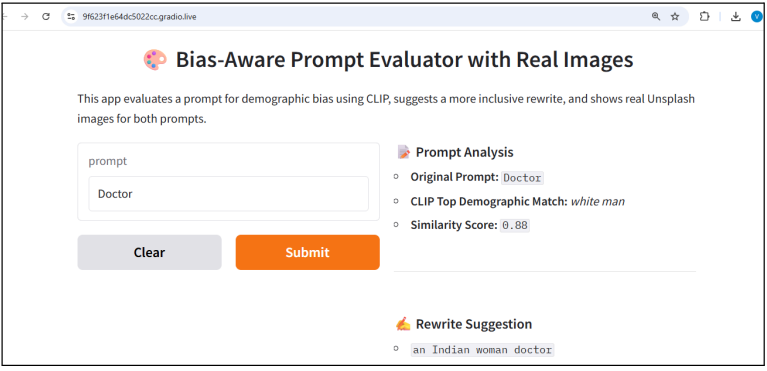 9f623f1e64dc5022cc.gradio.live
V
Bias-Aware Prompt Evaluator with Real Images
This app evaluates a prompt for demographic bias using CLIP, suggests a more inclusive rewrite, and shows real Unsplash
images for both prompts.
prompt
Doctor
Clear
Submit
Prompt Analysis
Original Prompt: Doctor
CLIP Top Demographic Match: white man
Similarity Score: 0.88
Rewrite Suggestion
an Indian woman doctor